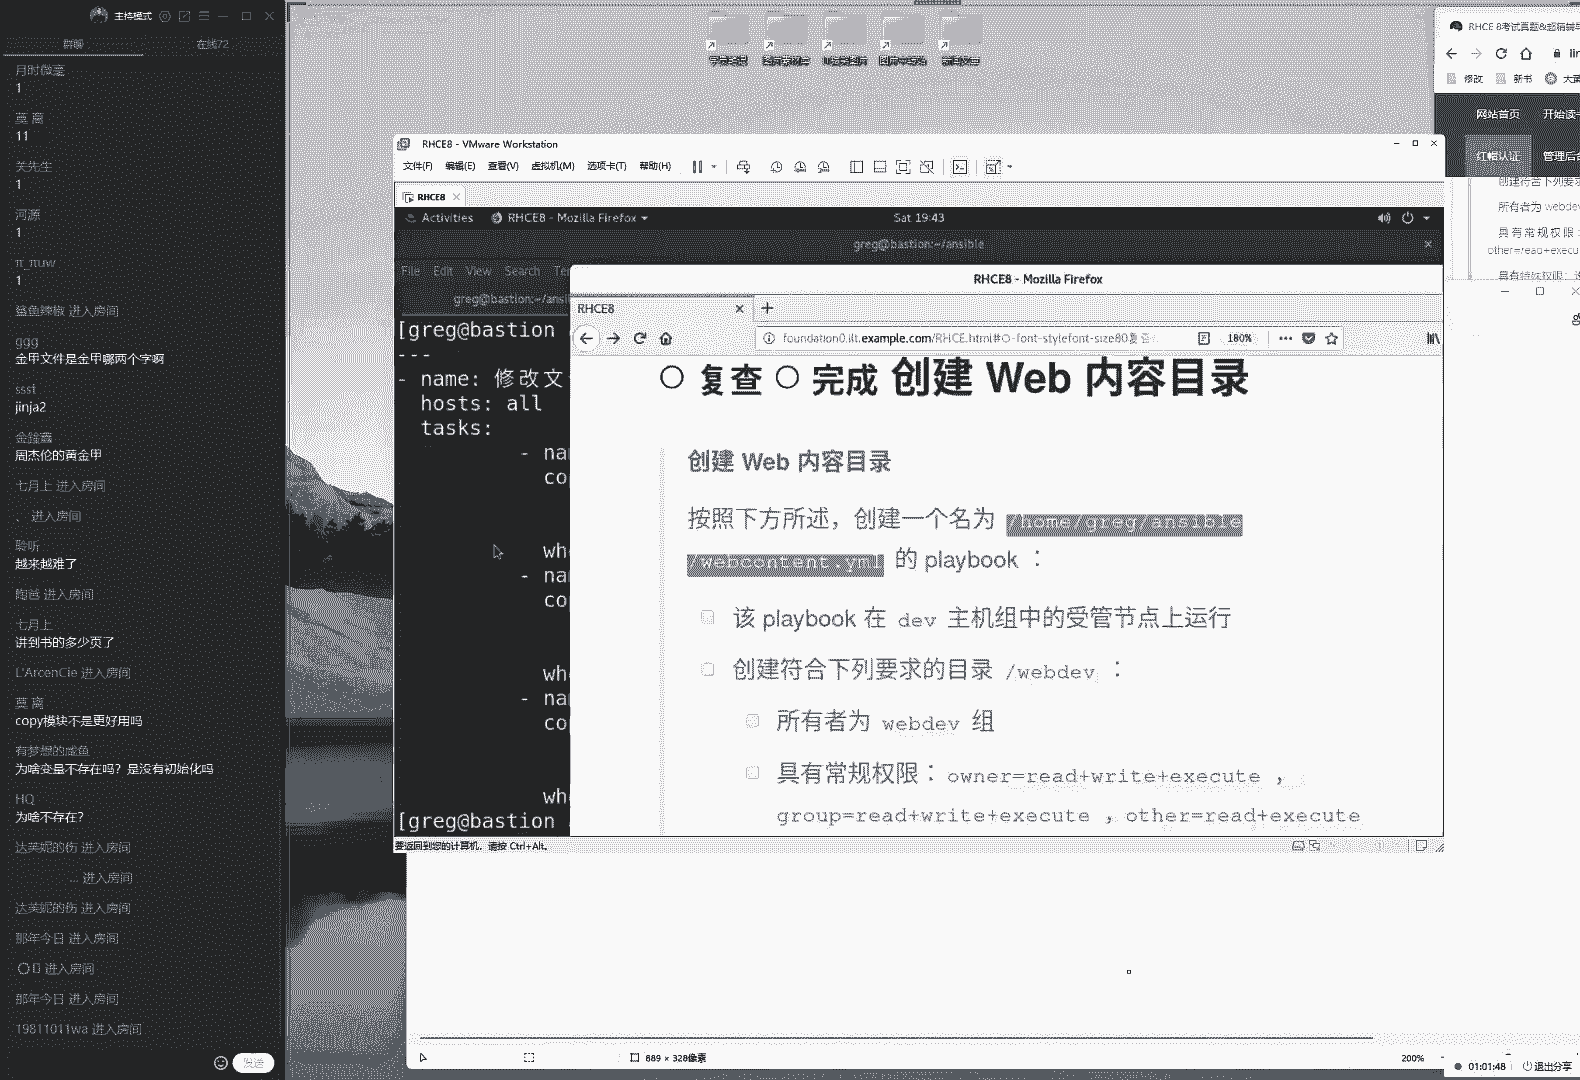 主持模式
群聊
在线72
月时微毫
1
莫 离
11
关先生
1
河源
1
π_πuw
1
鲨鱼辣椒 进入房间
ggg
金甲文件是金甲哪两个字啊
ssst
jinja2
周杰伦的黄金甲
七月上 进入房间
、 进入房间
聆听
越来越难了
陶爸 进入房间
七月上
讲到书的多少页了
L'ArcenCie 进入房间
莫 离
copy模块不是更好用吗
有梦想的咸鱼
为啥变量不存在吗？是没有初始化吗
HQ
为啥不存在？
达芙妮的伤 进入房间
... 进入房间
达芙妮的伤 进入房间
那年今日 进入房间
进入房间
那年今日 进入房间
19811011wa 进入房间
发送
RHCE8 - VMware Workstation
文件(F) 编辑(E) 查看(V) 虚拟机(M) 选项卡(T) 帮助(H)
RHCE8
Activities RHCE8 - Mozilla Firefox
Sat 19:43
greg@bastion:~/ansible
File Edit View Search Te
greg@bastion:~/ans
[greg@bastion
---
- name: 修改文
hosts: all
tasks:
- na
co
wh
- na
co
wh
- na
co
wh
[greg@bastion
RHCE8 - Mozilla Firefox
RHCE8
foundation0.ilt.example.com/RHCE.html#O-font-stylefont-size80复
180%
复查 完成 创建 Web 内容目录
创建 Web 内容目录
按照下方所述，创建一个名为 /home/greg/ansible
/webcontent.yml 的 playbook ：
该 playbook 在 dev 主机组中的受管节点上运行
创建符合下列要求的目录 /webdev ：
所有者为 webdev 组
具有常规权限：owner=read+write+execute ，
group=read+write+execute ，other=read+execute
要返回到您的计算机，请按 Ctrl+Alt。
RHCE 8考试真题&超精辅导
lin
修改 新书 大黄
网站首页 开始读
红帽认证 管理后台
创建符合下列要求
所有者为 webdev
具有常规权限：
other=read+execu
具有特殊权限：设
689 × 328像素
200%
01:01:48 退出分享